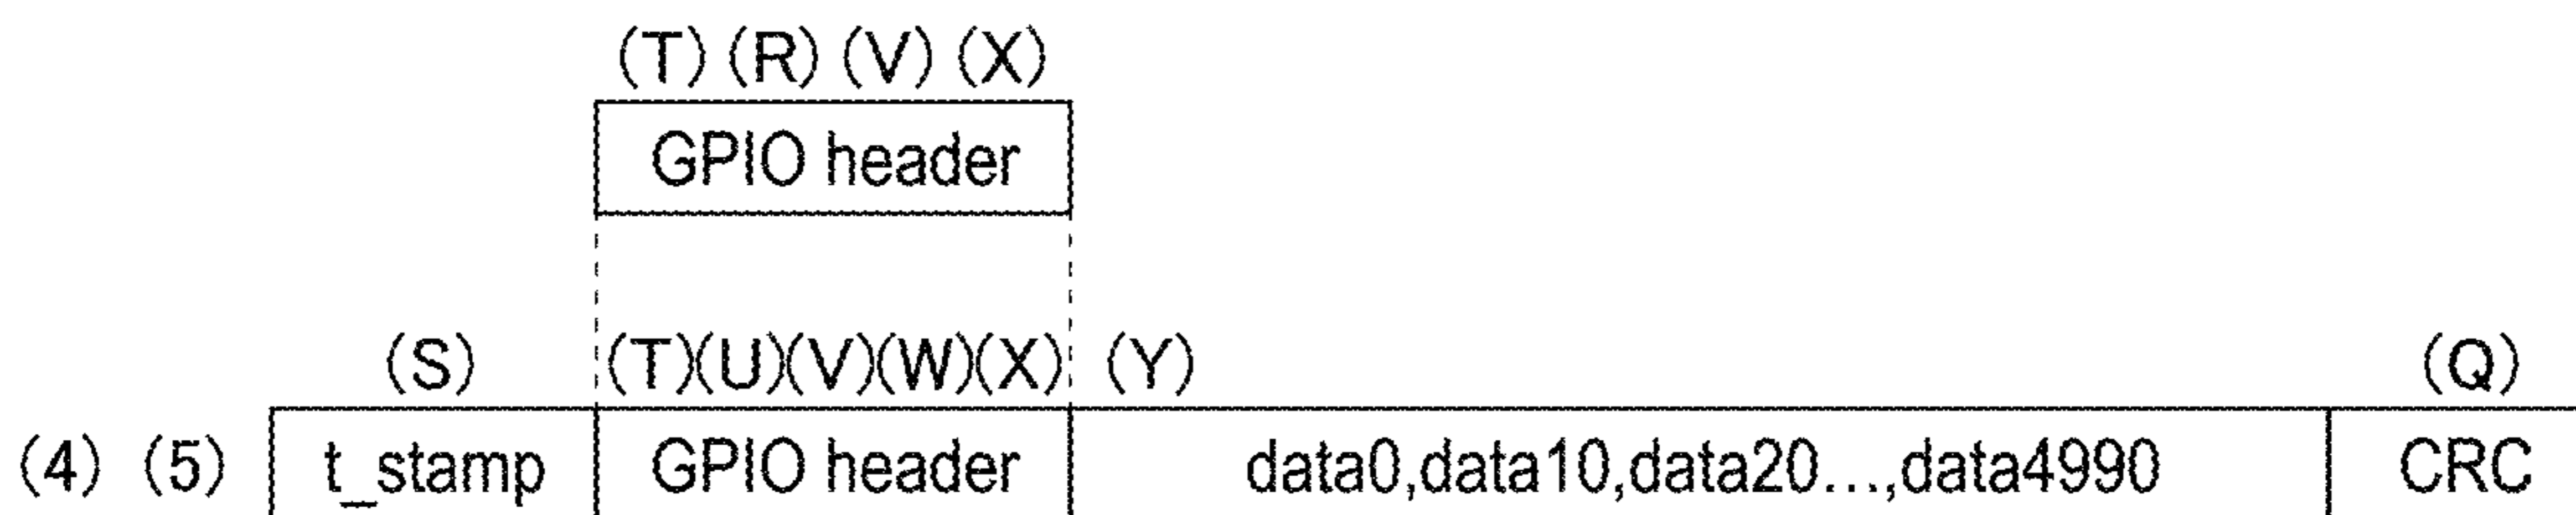 (T) (R) (V) (X)
GPIO header
(S) (T)(U)(V)(W)(X) (Y) (Q)
(4) (5) t_stamp GPIO header data0,data10,data20...,data4990 CRC